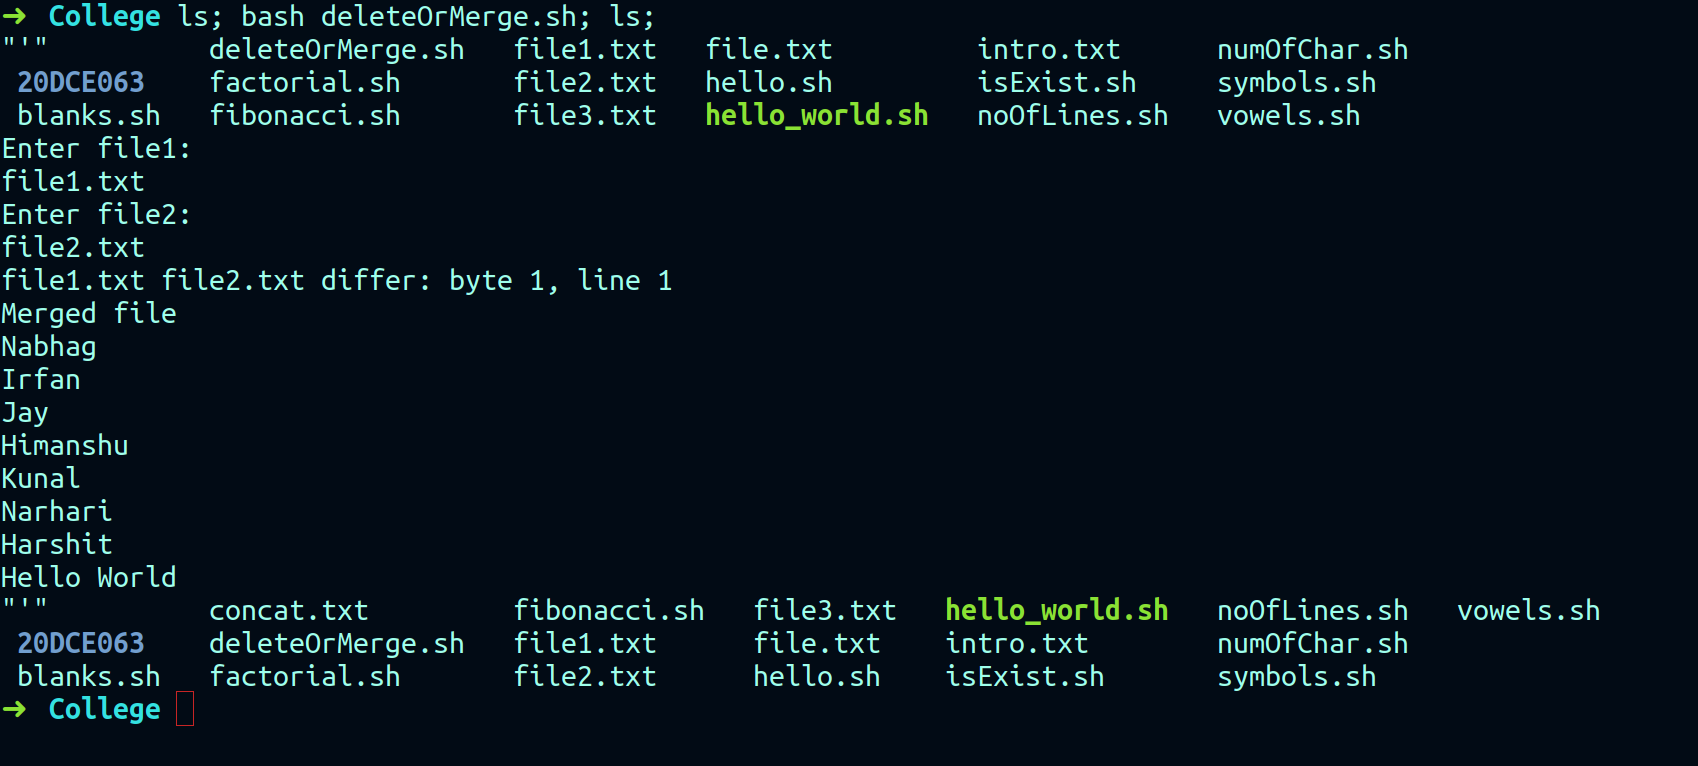 ➜ College ls; bash deleteOrMerge.sh; ls;
"'"          deleteOrMerge.sh   file1.txt   file.txt         intro.txt      numOfChar.sh
 20DCE063    factorial.sh       file2.txt   hello.sh         isExist.sh     symbols.sh
 blanks.sh   fibonacci.sh       file3.txt   hello_world.sh   noOfLines.sh   vowels.sh
Enter file1:
file1.txt
Enter file2:
file2.txt
file1.txt file2.txt differ: byte 1, line 1
Merged file
Nabhag
Irfan
Jay
Himanshu
Kunal
Narhari
Harshit
Hello World
"'"          concat.txt         fibonacci.sh   file3.txt   hello_world.sh   noOfLines.sh   vowels.sh
 20DCE063    deleteOrMerge.sh   file1.txt      file.txt    intro.txt        numOfChar.sh
 blanks.sh   factorial.sh       file2.txt      hello.sh    isExist.sh       symbols.sh
➜ College